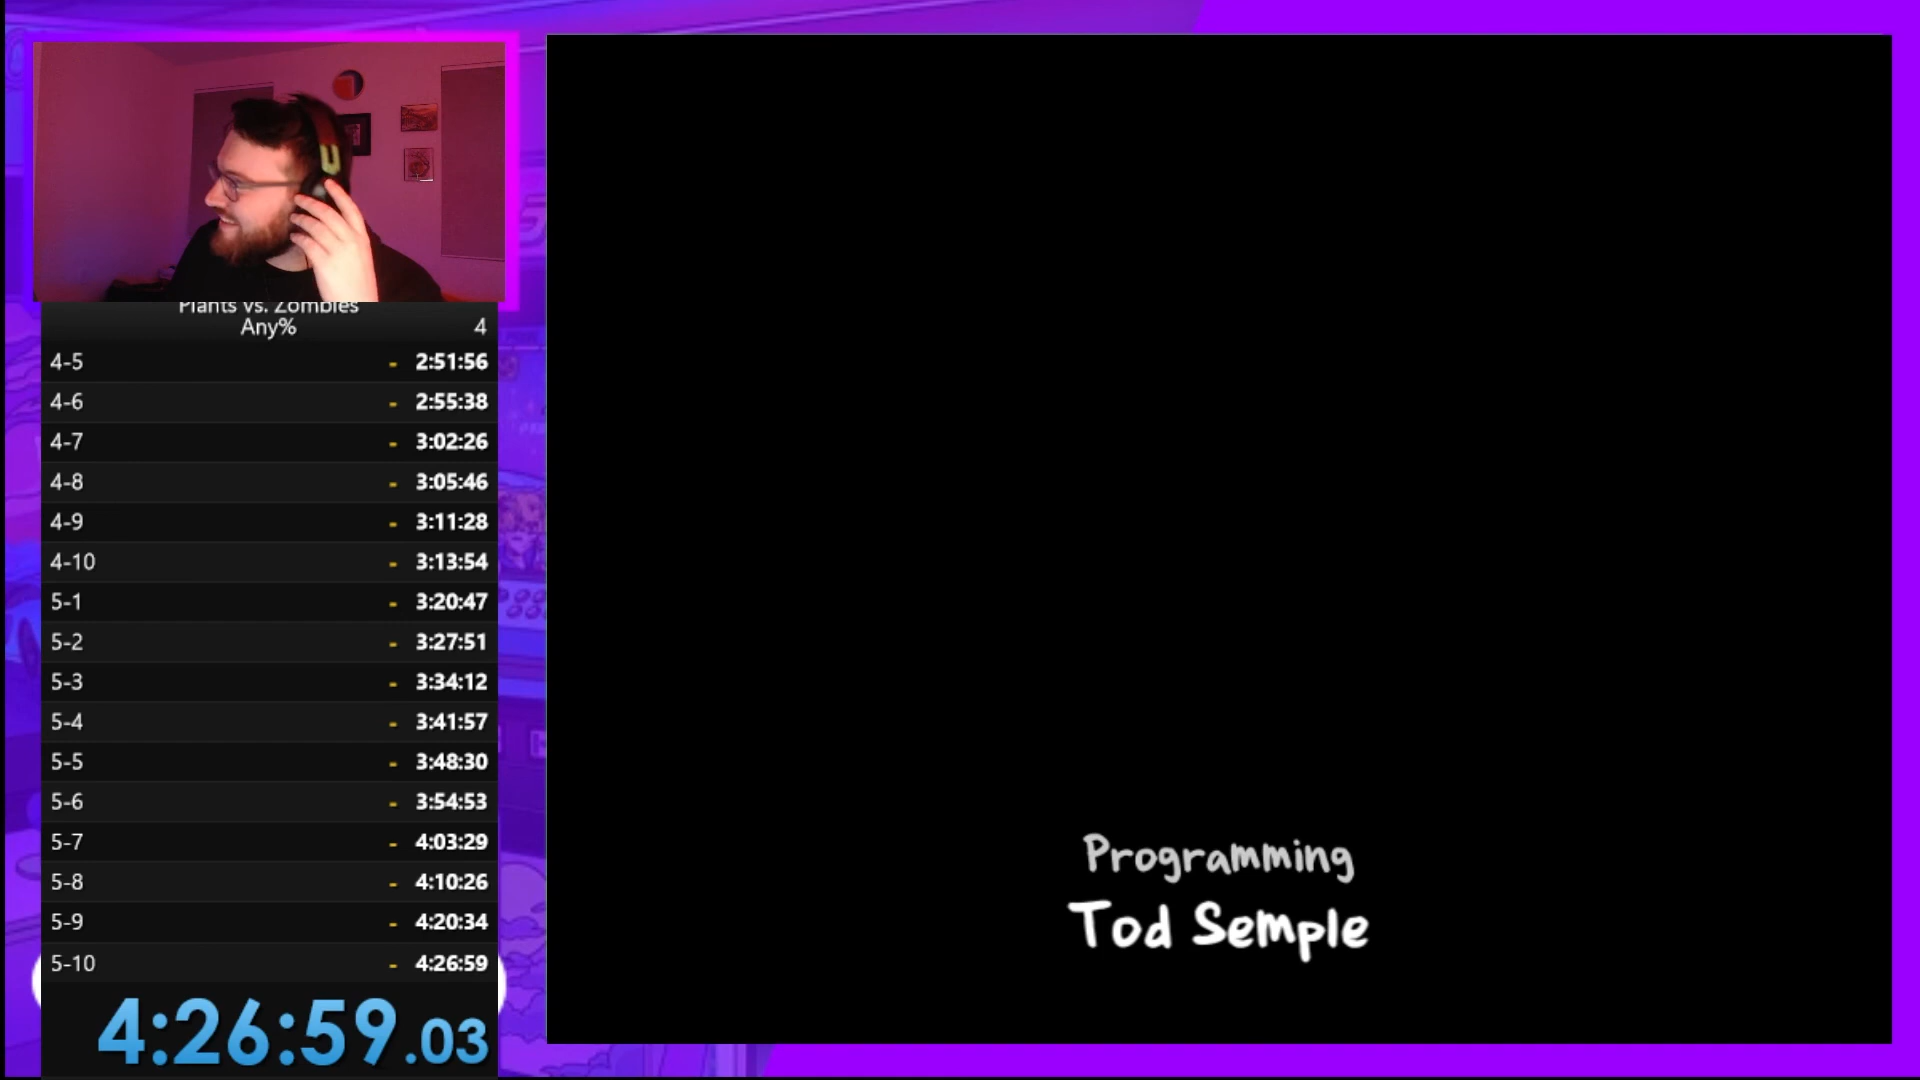 Plants vs. Zombies
Any% 4
4-5 - 2:51:56
4-6 - 2:55:38
4-7 - 3:02:26
4-8 - 3:05:46
4-9 - 3:11:28
4-10 - 3:13:54
5-1 - 3:20:47
5-2 - 3:27:51
5-3 - 3:34:12
5-4 - 3:41:57
5-5 - 3:48:30
5-6 - 3:54:53
5-7 - 4:03:29
5-8 - 4:10:26
5-9 - 4:20:34
5-10 - 4:26:59
4:26:59.03
Programming
Tod Semple